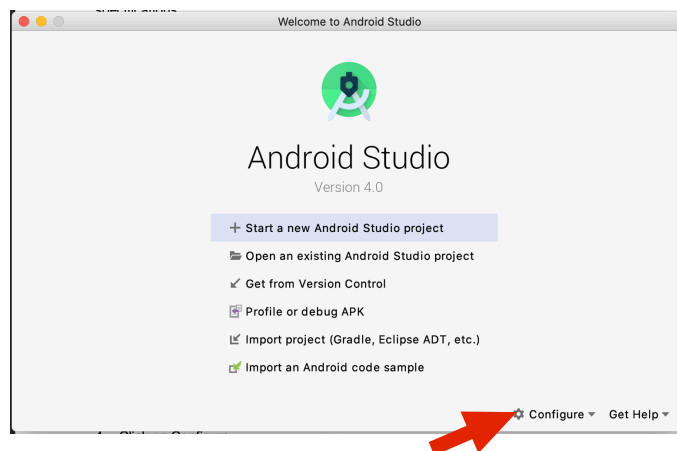 Welcome to Android Studio
Android Studio
Version 4.0
Start a new Android Studio project
Open an existing Android Studio project
Get from Version Control
Profile or debug APK
Import project (Gradle, Eclipse ADT, etc.)
Import an Android code sample
Configure
Get Help